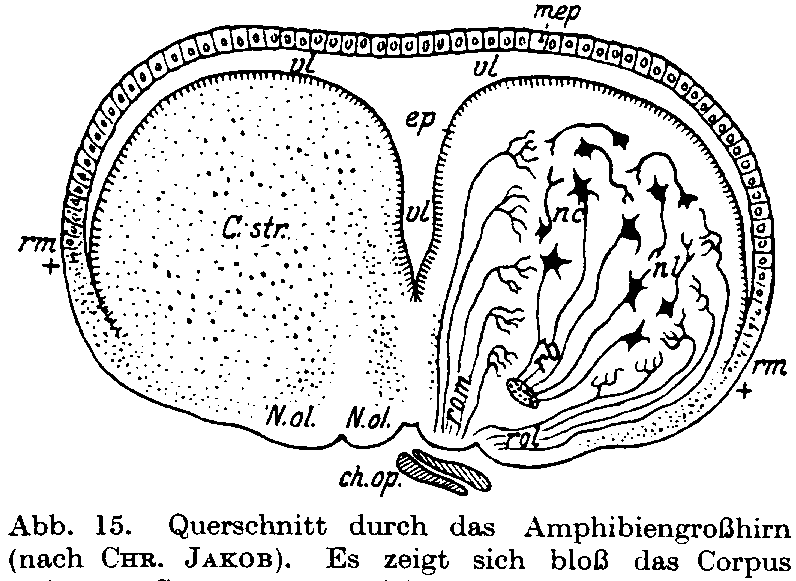 mep
vl
vl
ep
vl
C. str.
nc
nl
rm
+
rm
+
N.ol.
N.ol.
ram
rol
ch.op.
Abb. 15. Querschnitt durch das Amphibiengroßhirn
(nach CHR. JAKOB). Es zeigt sich bloß das Corpus